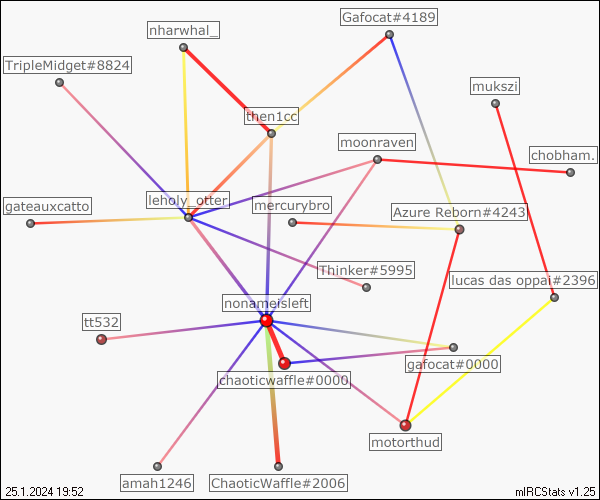 Gafocat#4189
nharwhal_
TripleMidget#8824
mukszi
then1cc
moonraven
chobham.
gateauxcatto
leholy_otter
mercurybro
Azure Reborn#4243
Thinker#5995
lucas das oppai#2396
nonameisleft
tt532
gafocat#0000
chaoticwaffle#0000
motorthud
amah1246
ChaoticWaffle#2006
25.1.2024 19:52
mIRCStats v1.25